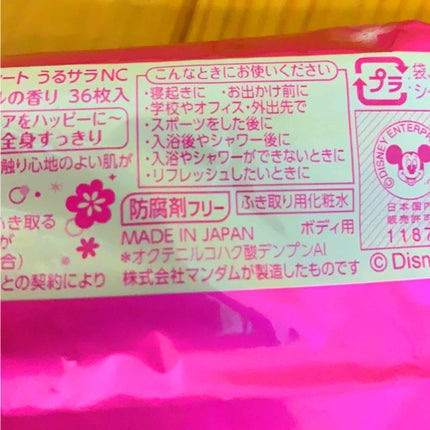 ート うるサラNC
ルの香り 36枚入
アをハッピーに〜
全身すっきり
触り心地のよい肌が
ふき取る
が
合)
との契約により
こんなときにお使いください
・寝起きに ・お出かけ前に
・学校やオフィス・外出先で
・スポーツをした後に
・入浴後やシャワー後に
・入浴やシャワーができないときに
・リフレッシュしたいときに
防腐剤フリー
ふき取り用化粧水
MADE IN JAPAN ボディ用
*オクテニルコハク酸デンプンAl
株式会社マンダムが製造したものです
プラ
袋、
シー
©DISNEY ENTERPR
日本国内
販売許可
1187
©Disn